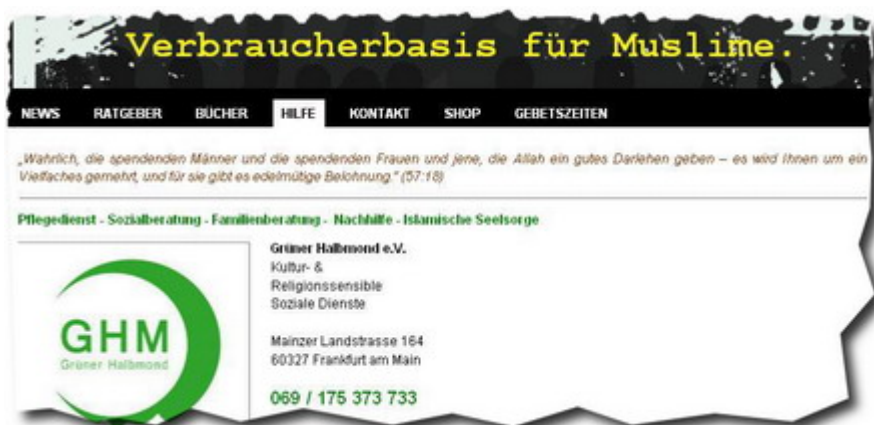 Verbraucherbasis für Muslime.
NEWS RATGEBER BÜCHER HILFE KONTAKT SHOP GEBETSZEITEN
„Wahrlich, die spendenden Männer und die spendenden Frauen und jene, die Allah ein gutes Darlehen geben – es wird ihnen um ein
Vielfaches gemehrt, und für sie gibt es edelmütige Belohnung.“ (57:18)
Pflegedienst - Sozialberatung - Familienberatung - Nachhilfe - Islamische Seelsorge
Grüner Halbmond e.V.
Kultur- &
Religionssensible
Soziale Dienste
Mainzer Landstrasse 164
60327 Frankfurt am Main
069 / 175 373 733
GHM
Grüner Halbmond